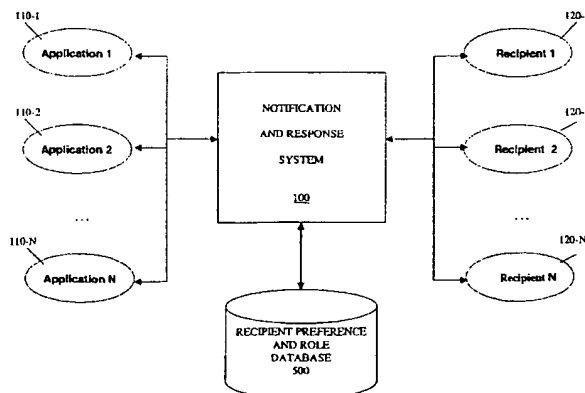 110-1
Application 1
110-2
Application 2
...
110-N
Application N
NOTIFICATION
AND RESPONSE
SYSTEM
100
120-
Recipient 1
120-
Recipient 2
...
120-N
Recipient N
RECIPIENT PREFERENCE
AND ROLE
DATABASE
500